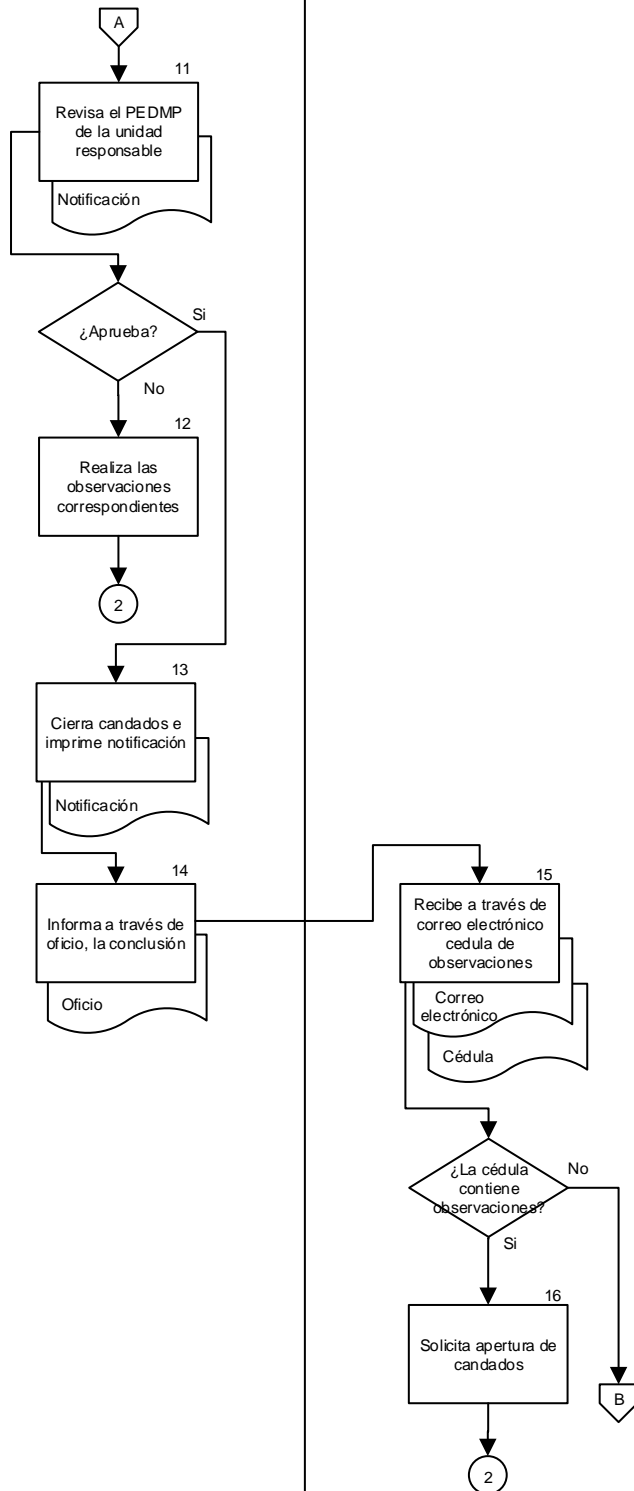 A
11
Revisa el PEDMP
de la unidad
responsable
Notificación
¿Aprueba?
Si
No
12
Realiza las
observaciones
correspondientes
2
13
Cierra candados e
imprime notificación
Notificación
14
Informa a través de
oficio, la conclusión
Oficio
15
Recibe a través de
correo electrónico
cedula de
observaciones
Correo
electrónico
Cédula
¿La cédula
contiene
observaciones?
No
Si
16
Solicita apertura de
candados
B
2